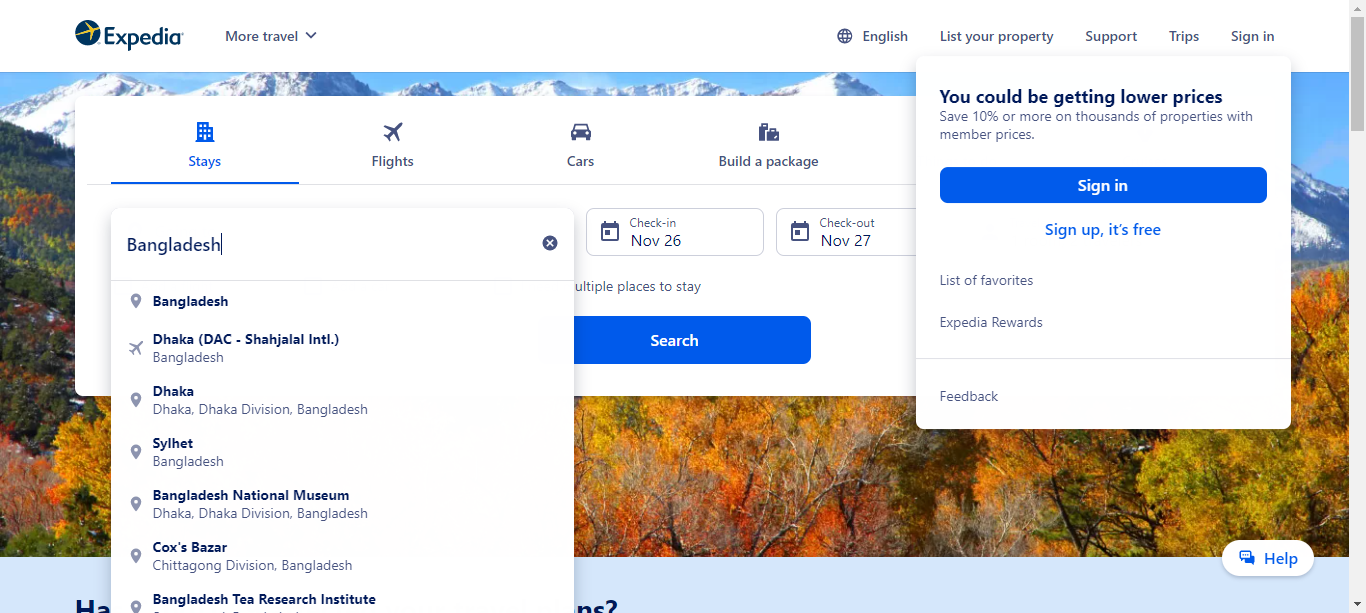 Expedia
More travel
English
List your property
Support
Trips
Sign in
You could be getting lower prices
Save 10% or more on thousands of properties with
member prices.
Sign in
Sign up, it's free
List of favorites
Expedia Rewards
Feedback
Stays
Flights
Cars
Build a package
Bangladesh
Check-in
Nov 26
Check-out
Nov 27
ultiple places to stay
Search
Bangladesh
Dhaka (DAC - Shahjalal Intl.)
Bangladesh
Dhaka
Dhaka, Dhaka Division, Bangladesh
Sylhet
Bangladesh
Bangladesh National Museum
Dhaka, Dhaka Division, Bangladesh
Cox's Bazar
Chittagong Division, Bangladesh
Bangladesh Tea Research Institute
Help